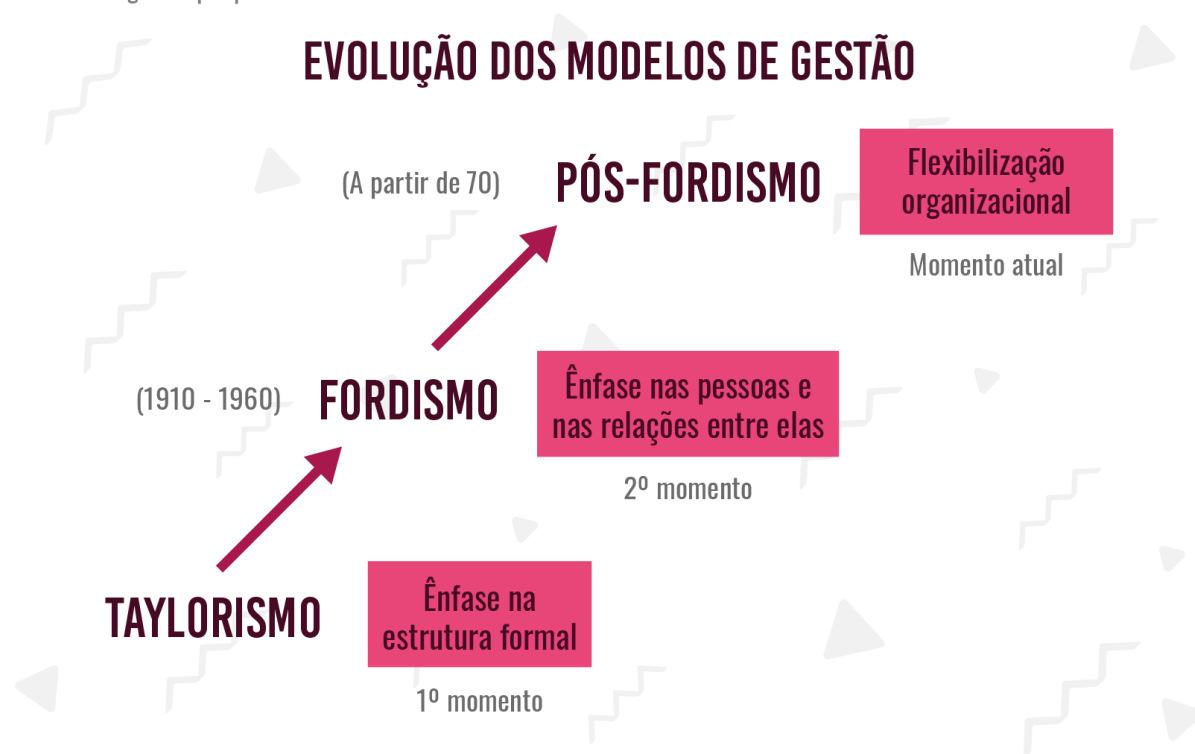 EVOLUÇÃO DOS MODELOS DE GESTÃO
(A partir de 70)
PÓS-FORDISMO
Flexibilização
organizacional
Momento atual
(1910 - 1960)
FORDISMO
Ênfase nas pessoas e
nas relações entre elas
2º momento
TAYLORISMO
Ênfase na
estrutura formal
1º momento